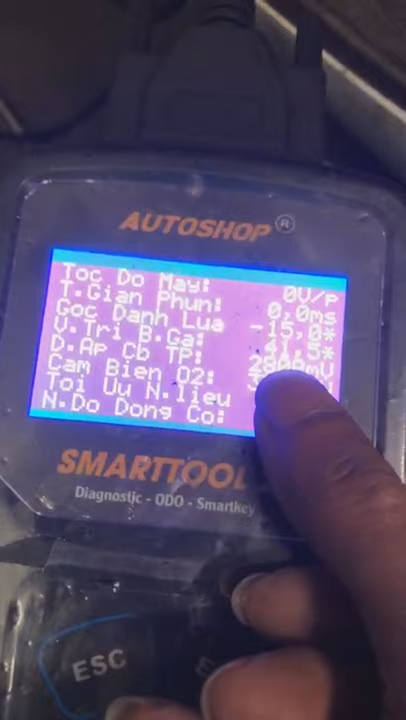 AUTOSHOP ®
Toc Do May: 0V/p
T.Gian Phun: 0,0ms
Goc Danh Lua -15,0*
V.Tri B.Ga: 41,5*
D.Ap Cb TP: 2800mV
Cam Bien O2:
Toi Uu N.lieu
N.Do Dong Co:
SMARTTOOL
Diagnostic - ODO - Smartkey
ESC